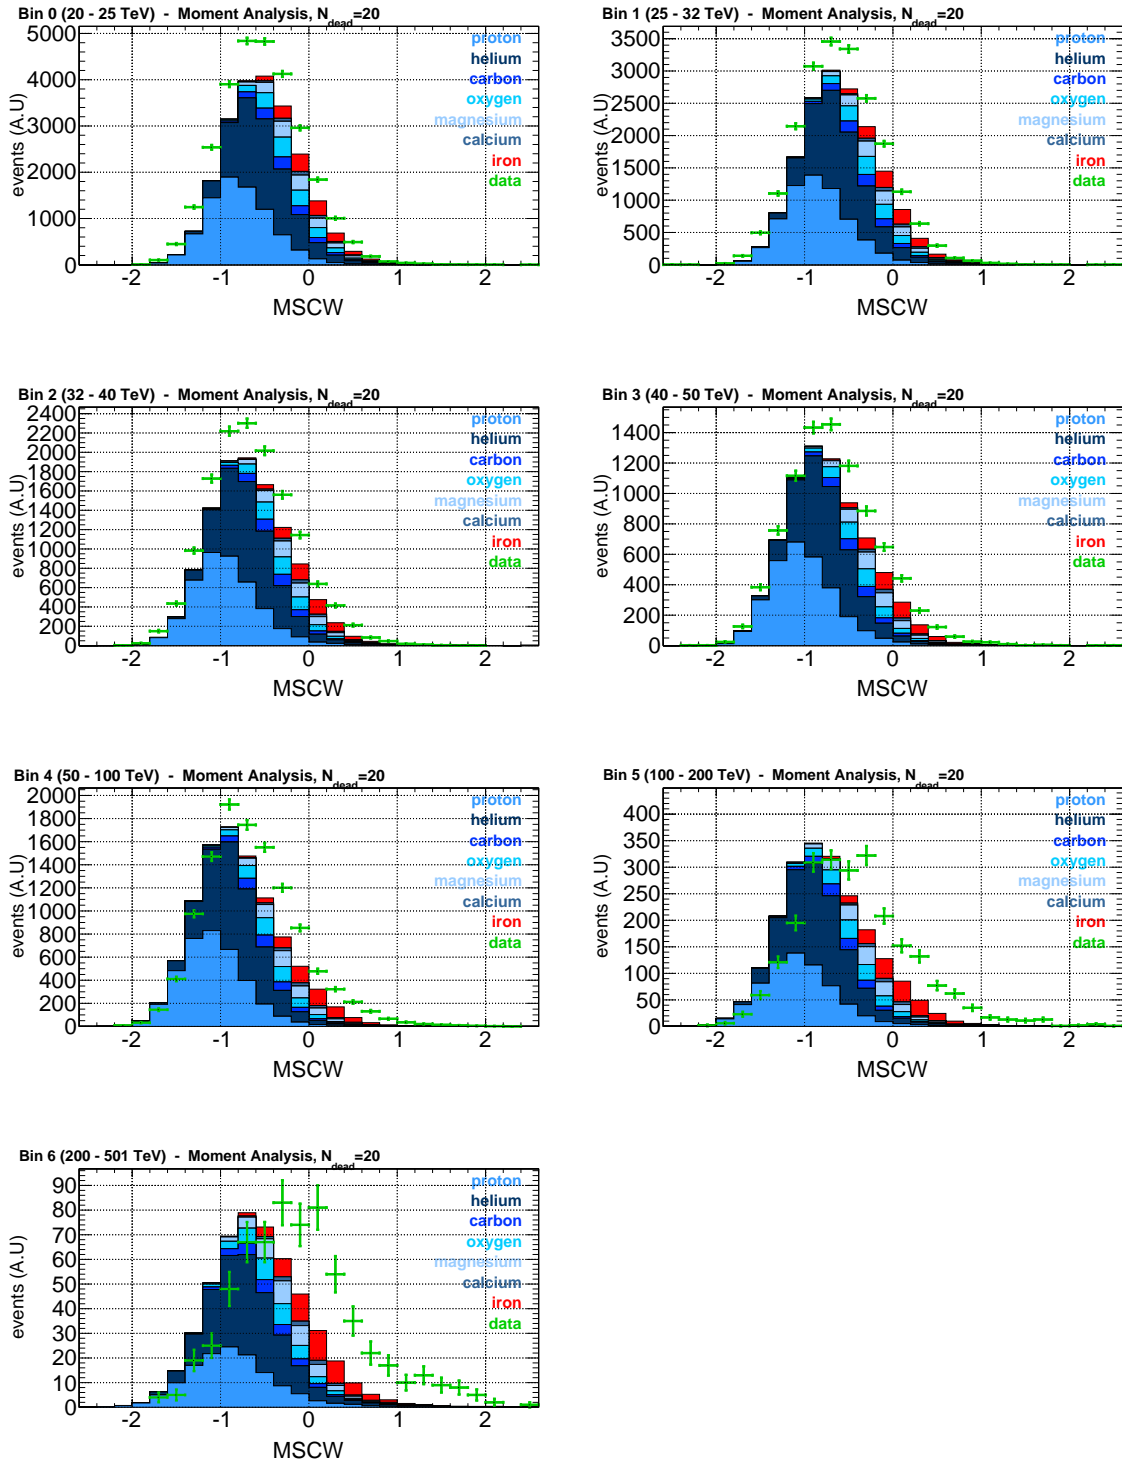 Bin 0 (20 - 25 TeV) - Moment Analysis, N_dead=20
events (A.U)
5000
4000
3000
2000
1000
0
proton
helium
carbon
oxygen
magnesium
calcium
iron
data
-2 -1 0 1 2
MSCW
Bin 1 (25 - 32 TeV) - Moment Analysis, N_dead=20
events (A.U)
3500
3000
2500
2000
1500
1000
500
0
proton
helium
carbon
oxygen
magnesium
calcium
iron
data
-2 -1 0 1 2
MSCW
Bin 2 (32 - 40 TeV) - Moment Analysis, N_dead=20
events (A.U)
2400
2200
2000
1800
1600
1400
1200
1000
800
600
400
200
0
proton
helium
carbon
oxygen
magnesium
calcium
iron
data
-2 -1 0 1 2
MSCW
Bin 3 (40 - 50 TeV) - Moment Analysis, N_dead=20
events (A.U)
1400
1200
1000
800
600
400
200
0
proton
helium
carbon
oxygen
magnesium
calcium
iron
data
-2 -1 0 1 2
MSCW
Bin 4 (50 - 100 TeV) - Moment Analysis, N_dead=20
events (A.U)
2000
1800
1600
1400
1200
1000
800
600
400
200
0
proton
helium
carbon
oxygen
magnesium
calcium
iron
data
-2 -1 0 1 2
MSCW
Bin 5 (100 - 200 TeV) - Moment Analysis, N_dead=20
events (A.U)
400
350
300
250
200
150
100
50
0
proton
helium
carbon
oxygen
magnesium
calcium
iron
data
-2 -1 0 1 2
MSCW
Bin 6 (200 - 501 TeV) - Moment Analysis, N_dead=20
events (A.U)
90
80
70
60
50
40
30
20
10
0
proton
helium
carbon
oxygen
magnesium
calcium
iron
data
-2 -1 0 1 2
MSCW